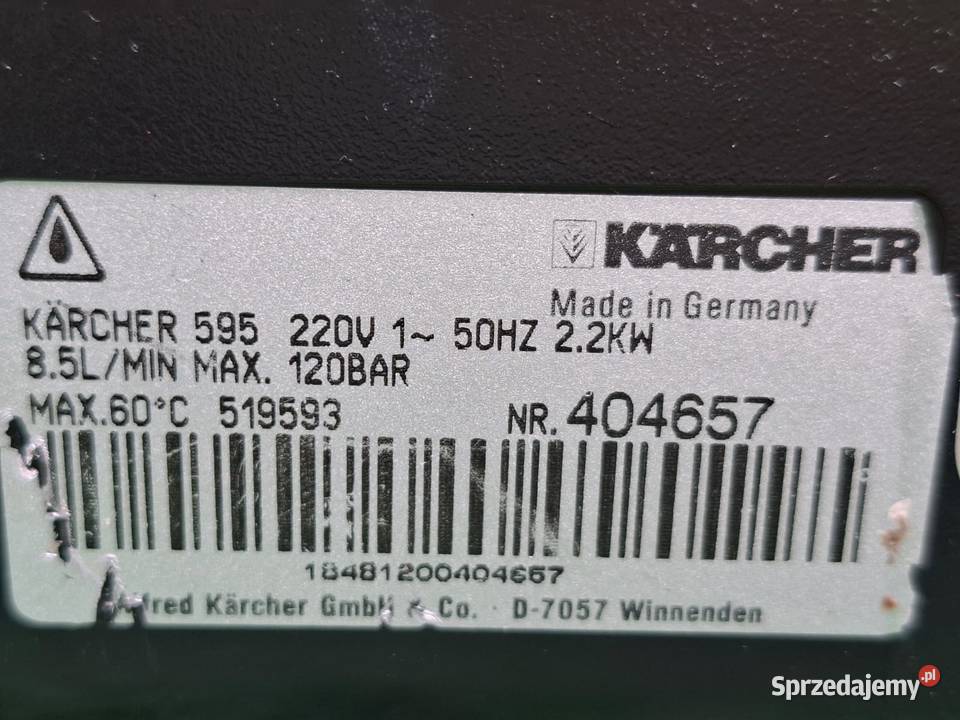 KÄRCHER
Made in Germany
KÄRCHER 595 220V 1~ 50HZ 2.2KW
8.5L/MIN MAX. 120BAR
MAX.60°C 519593 NR. 404657
18481200404657
Alfred Kärcher GmbH & Co. D-7057 Winnenden
Sprzedajemy.pl